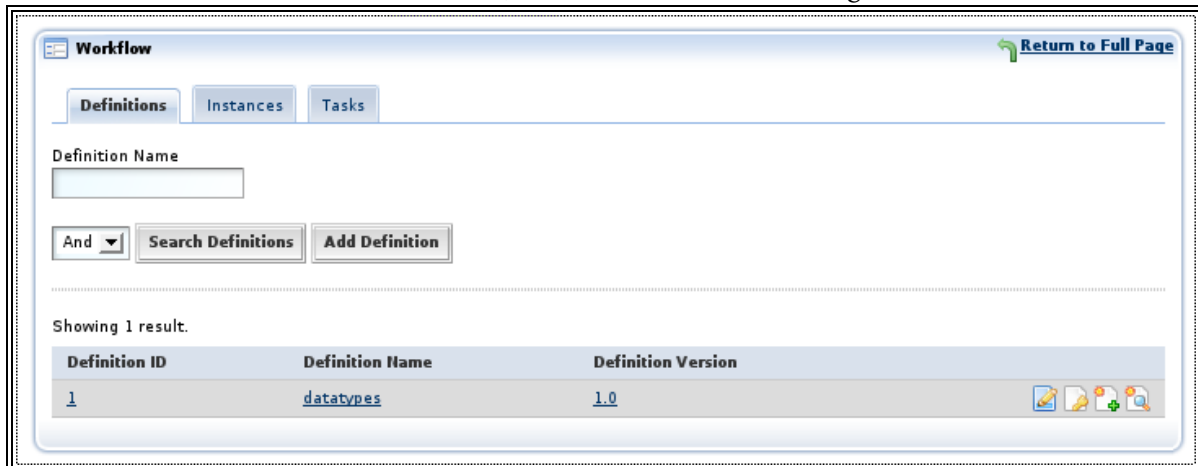 Workflow Return to Full Page
Definitions Instances Tasks
Definition Name
And Search Definitions Add Definition
Showing 1 result.
Definition ID Definition Name Definition Version
1 datatypes 1.0